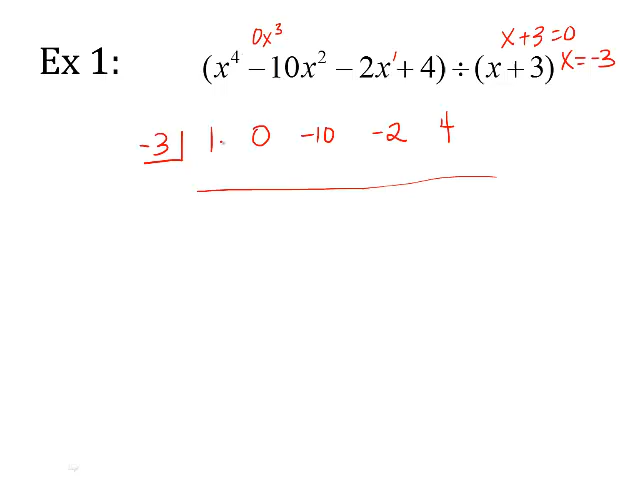 0x³ x+3=0
Ex 1: (x⁴ − 10x² − 2x¹ + 4) ÷ (x + 3) x=-3
-3 | 1 0 -10 -2 4